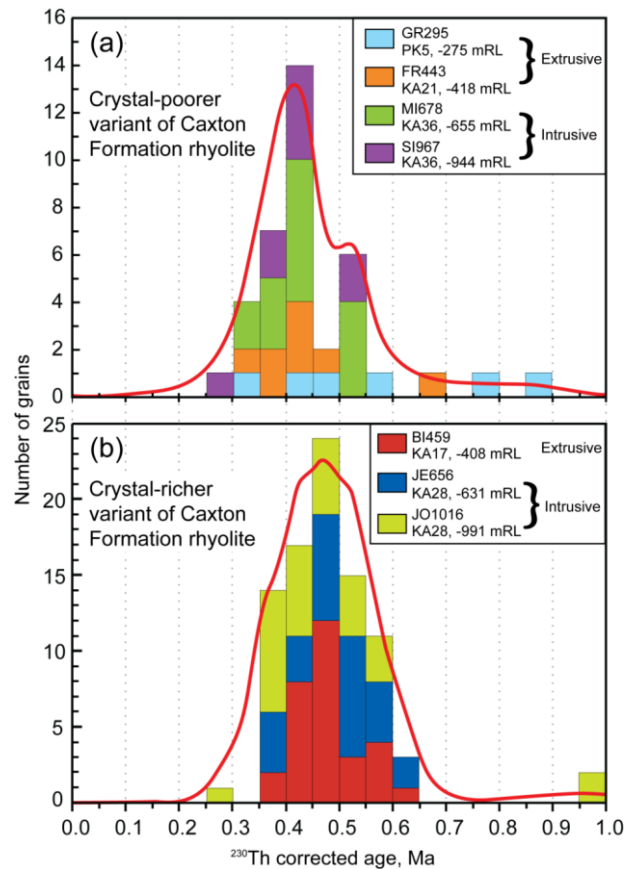 (a)
Crystal-poorer
variant of Caxton
Formation rhyolite
GR295
PK5, -275 mRL
FR443
KA21, -418 mRL
Extrusive
MI678
KA36, -655 mRL
SI967
KA36, -944 mRL
Intrusive
16
14
12
10
8
6
4
2
0
Number of grains
(b)
Crystal-richer
variant of Caxton
Formation rhyolite
BI459
KA17, -408 mRL
Extrusive
JE656
KA28, -631 mRL
JO1016
KA28, -991 mRL
Intrusive
25
20
15
10
5
0
0.0 0.1 0.2 0.3 0.4 0.5 0.6 0.7 0.8 0.9 1.0
²³⁰Th corrected age, Ma